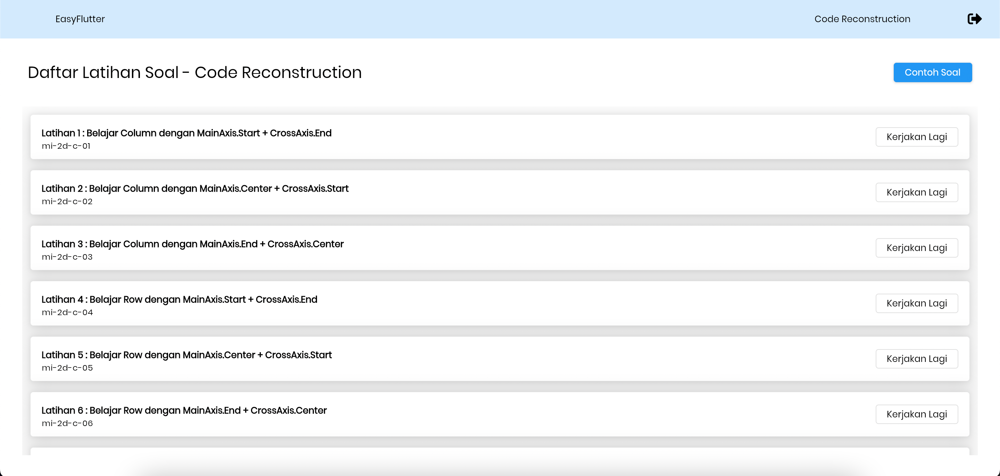 EasyFlutter
Code Reconstruction
Daftar Latihan Soal - Code Reconstruction
Contoh Soal
Latihan 1 : Belajar Column dengan MainAxis.Start + CrossAxis.End
mi-2d-c-01
Kerjakan Lagi
Latihan 2 : Belajar Column dengan MainAxis.Center + CrossAxis.Start
mi-2d-c-02
Kerjakan Lagi
Latihan 3 : Belajar Column dengan MainAxis.End + CrossAxis.Center
mi-2d-c-03
Kerjakan Lagi
Latihan 4 : Belajar Row dengan MainAxis.Start + CrossAxis.End
mi-2d-c-04
Kerjakan Lagi
Latihan 5 : Belajar Row dengan MainAxis.Center + CrossAxis.Start
mi-2d-c-05
Kerjakan Lagi
Latihan 6 : Belajar Row dengan MainAxis.End + CrossAxis.Center
mi-2d-c-06
Kerjakan Lagi